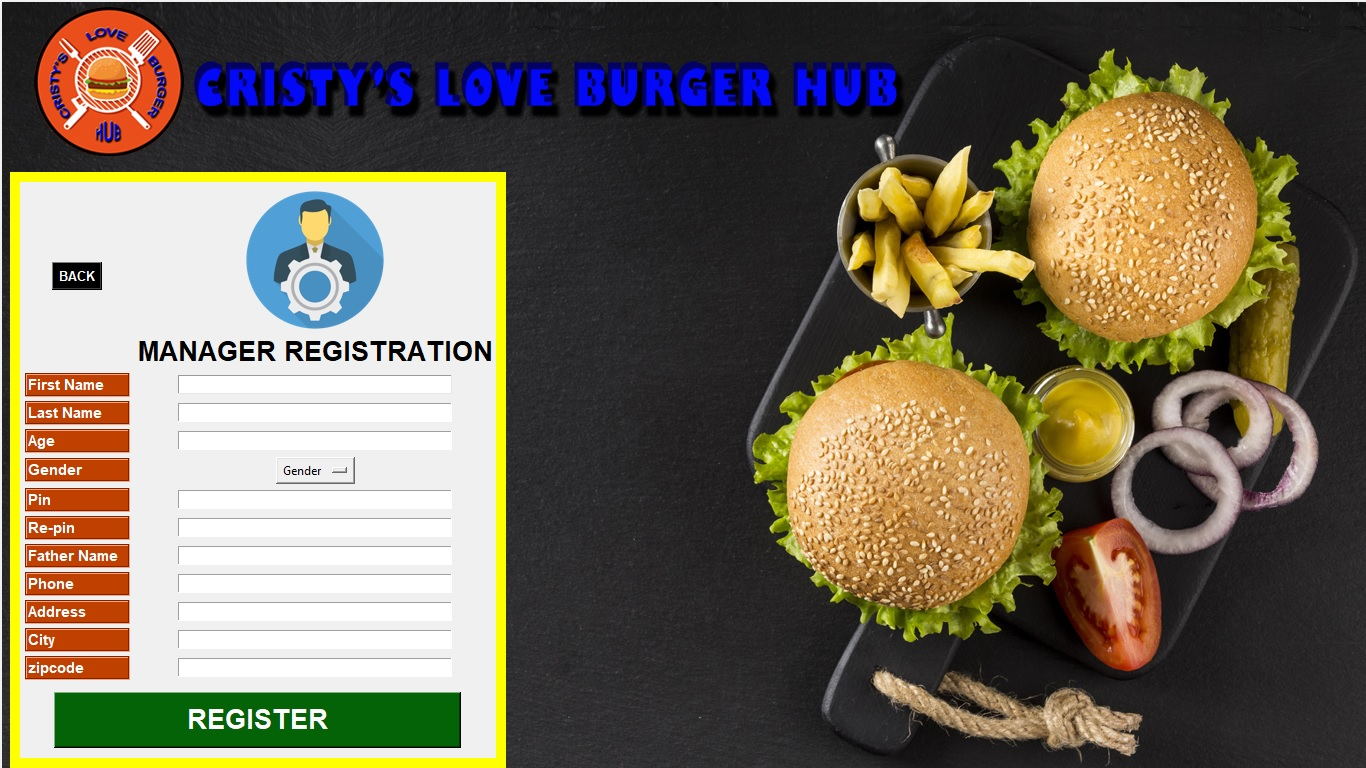 CRISTY'S
LOVE
BURGER
HUB
CRISTY'S LOVE BURGER HUB
BACK
MANAGER REGISTRATION
First Name
Last Name
Age
Gender
Gender
Pin
Re-pin
Father Name
Phone
Address
City
zipcode
REGISTER